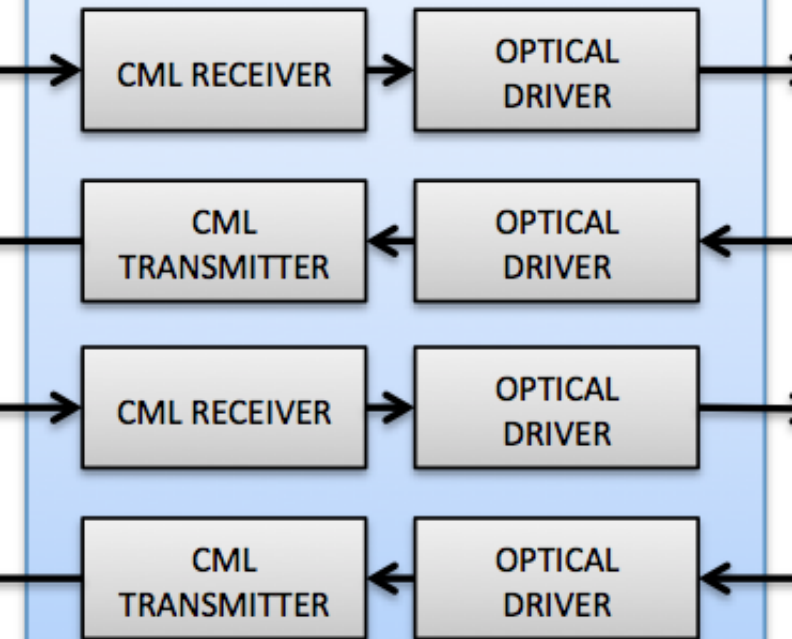 CML RECEIVER
OPTICAL
DRIVER
CML
TRANSMITTER
OPTICAL
DRIVER
CML RECEIVER
OPTICAL
DRIVER
CML
TRANSMITTER
OPTICAL
DRIVER